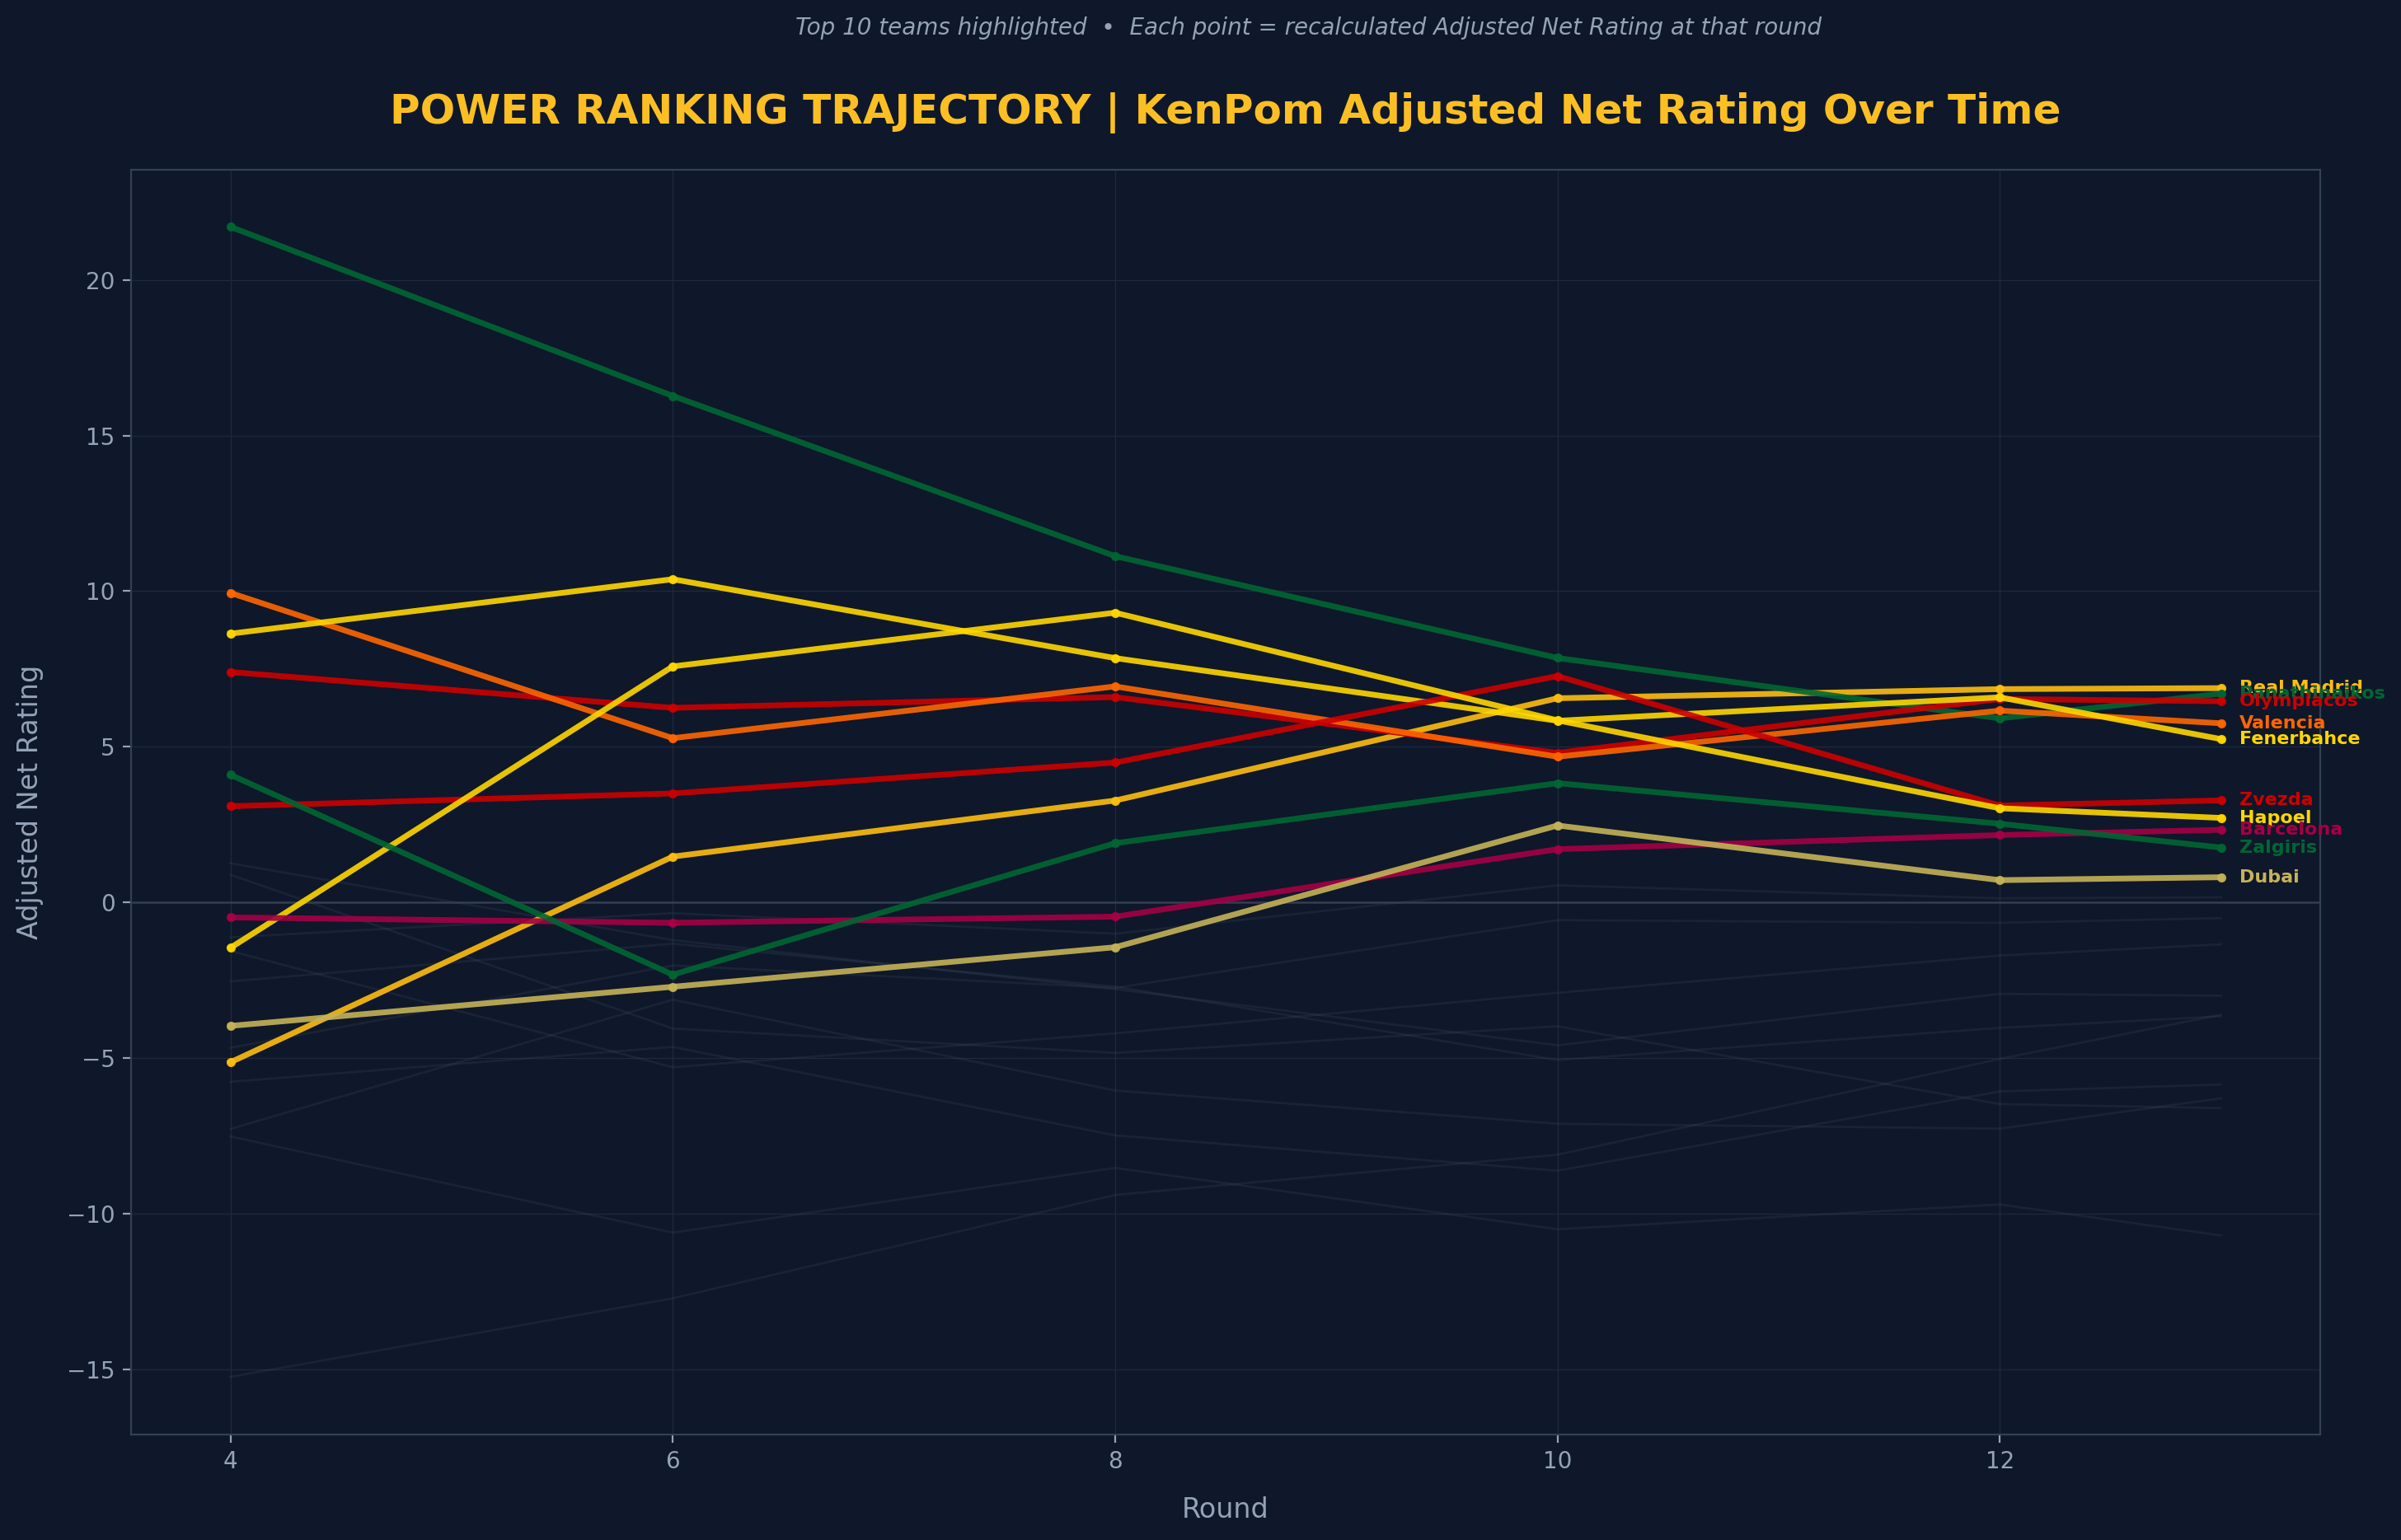 Top 10 teams highlighted • Each point = recalculated Adjusted Net Rating at that round
POWER RANKING TRAJECTORY | KenPom Adjusted Net Rating Over Time
Adjusted Net Rating
20
15
10
5
0
−5
−10
−15
Real Madrid
Panathinaikos
Olympiacos
Valencia
Fenerbahce
Zvezda
Hapoel
Barcelona
Zalgiris
Dubai
4
6
8
10
12
Round